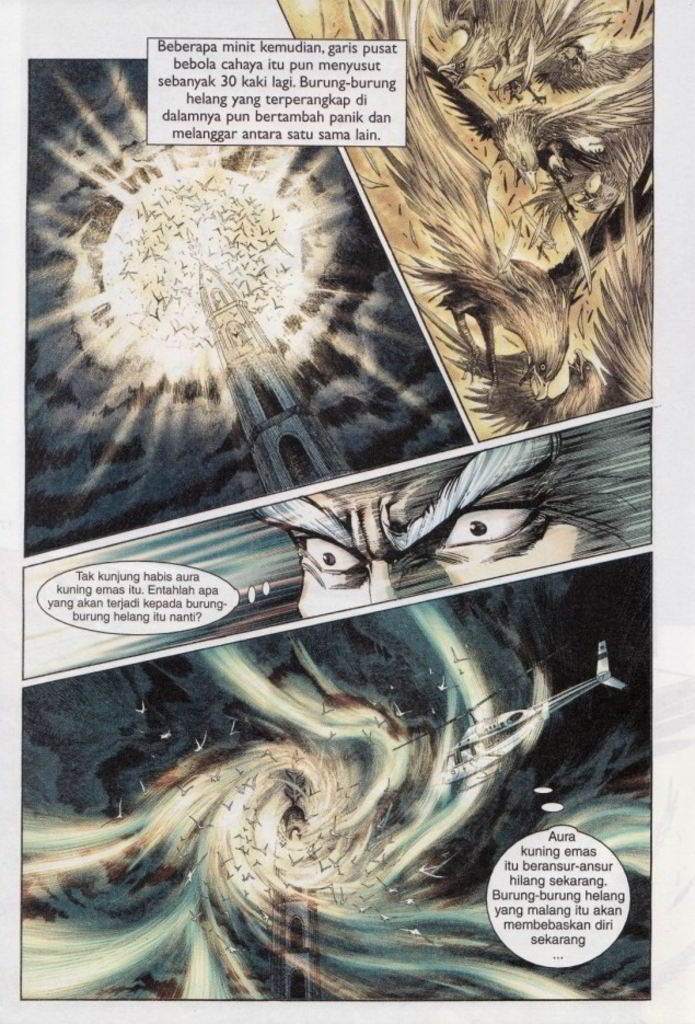 Beberapa minit kemudian, garis pusat
bebola cahaya itu pun menyusut
sebanyak 30 kaki lagi. Burung-burung
helang yang terperangkap di
dalamnya pun bertambah panik dan
melanggar antara satu sama lain.
Tak kunjung habis aura
kuning emas itu. Entahlah apa
yang akan terjadi kepada burung-
burung helang itu nanti?
Aura
kuning emas
itu beransur-ansur
hilang sekarang.
Burung-burung helang
yang malang itu akan
membebaskan diri
sekarang
...